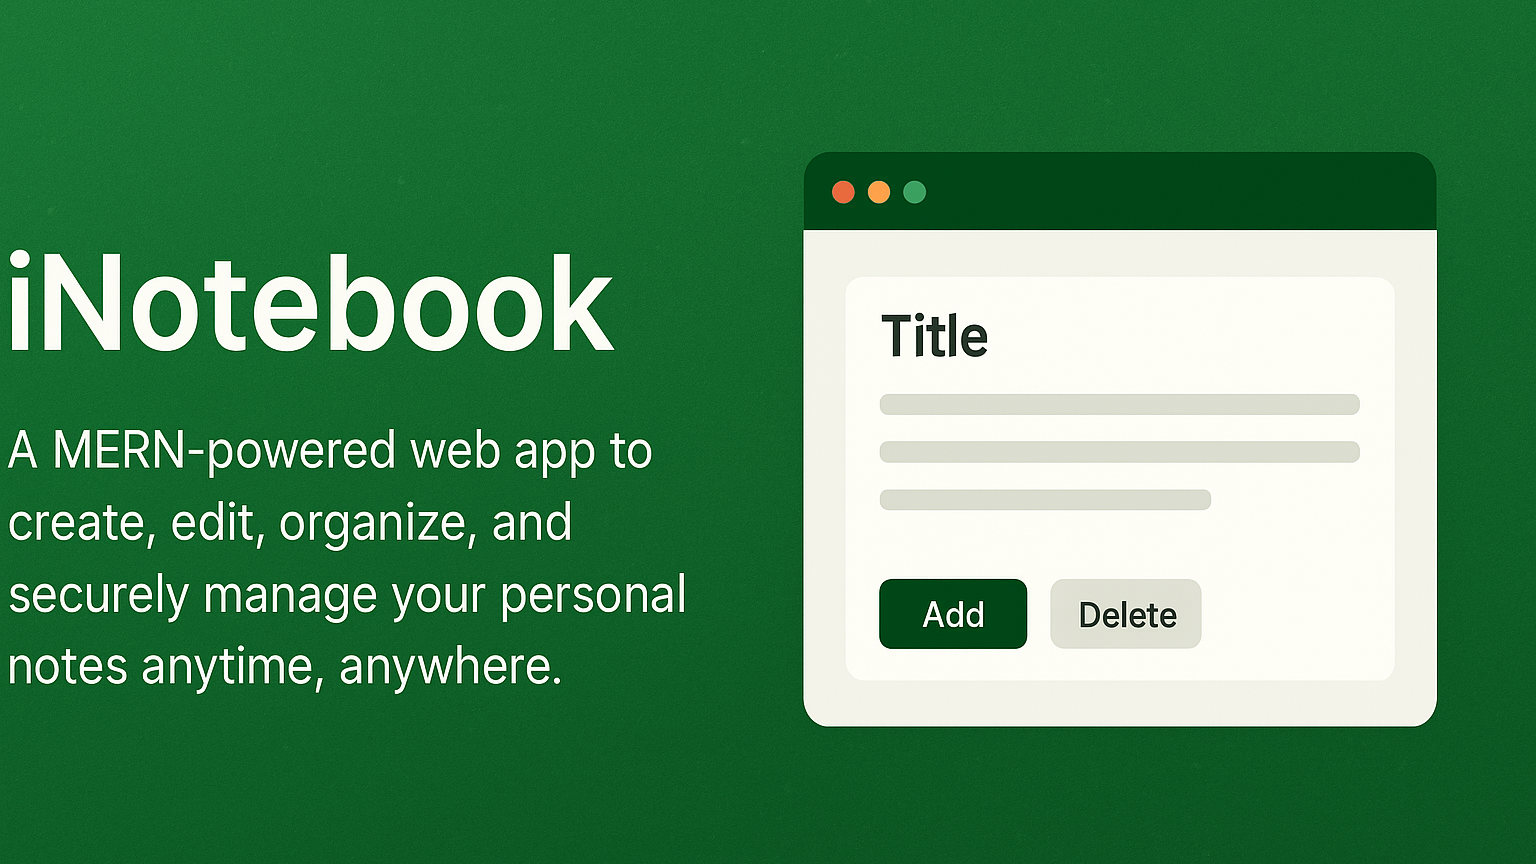 iNotebook
A MERN-powered web app to
create, edit, organize, and
securely manage your personal
notes anytime, anywhere.
Title
Add
Delete